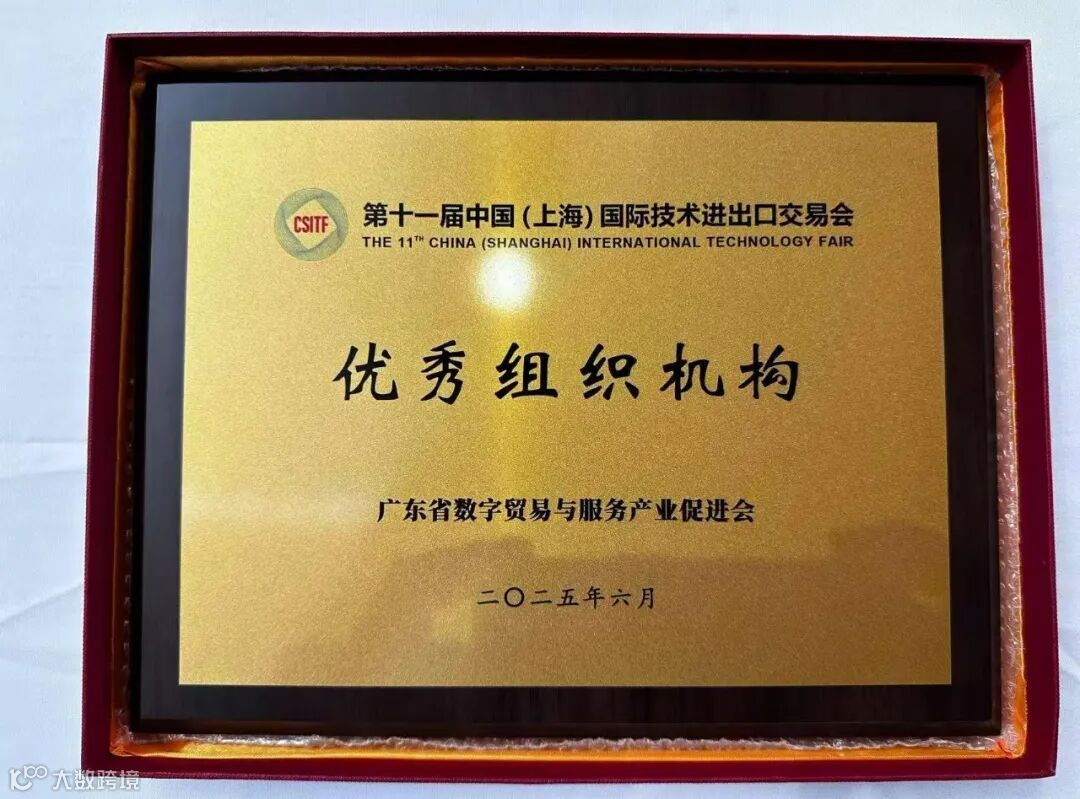 CSITF
第十一届中国(上海)国际技术进出口交易会
THE 11TH CHINA (SHANGHAI) INTERNATIONAL TECHNOLOGY FAIR
优秀组织机构
广东省数字贸易与服务产业促进会
二〇二五年六月
大数跨境